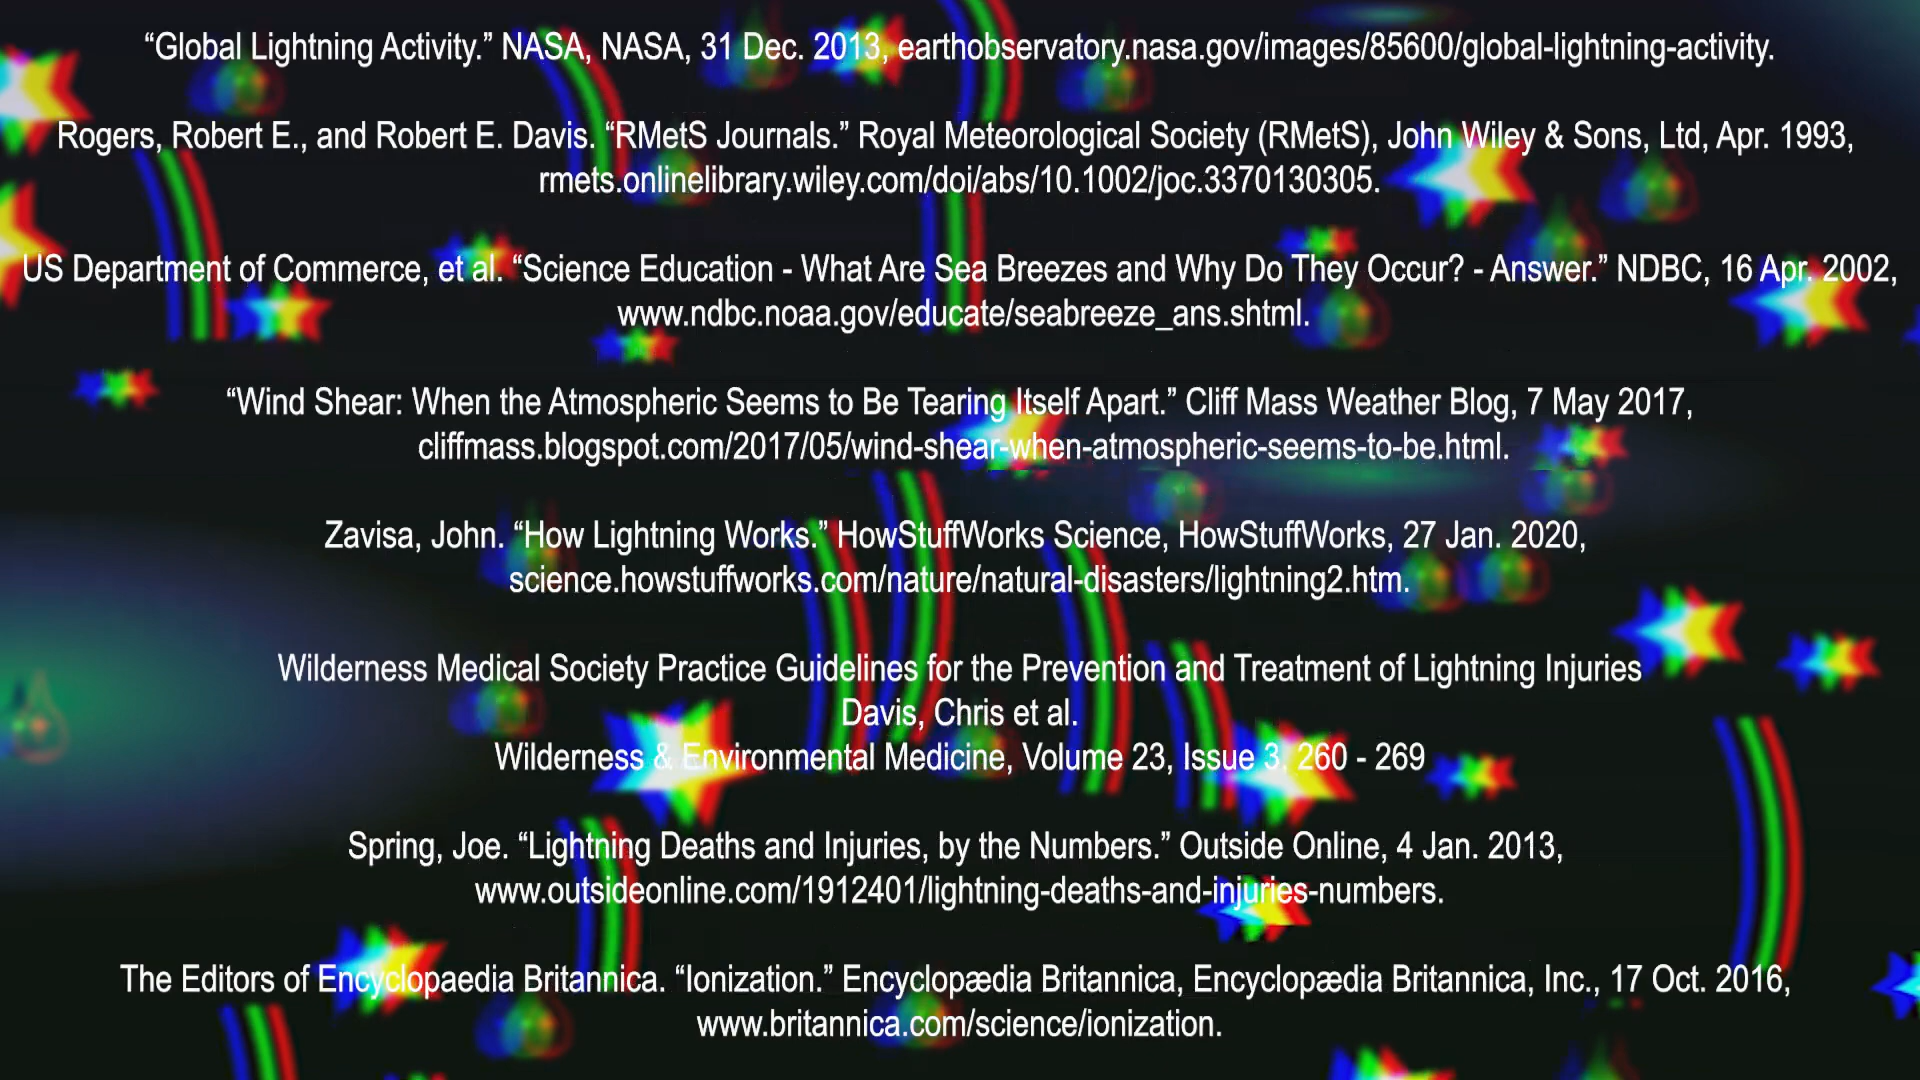 “Global Lightning Activity.” NASA, NASA, 31 Dec. 2013, earthobservatory.nasa.gov/images/85600/global-lightning-activity.
Rogers, Robert E., and Robert E. Davis. “RMetS Journals.” Royal Meteorological Society (RMetS), John Wiley & Sons, Ltd, Apr. 1993,
rmets.onlinelibrary.wiley.com/doi/abs/10.1002/joc.3370130305.
US Department of Commerce, et al. “Science Education - What Are Sea Breezes and Why Do They Occur? - Answer.” NDBC, 16 Apr. 2002,
www.ndbc.noaa.gov/educate/seabreeze_ans.shtml.
“Wind Shear: When the Atmospheric Seems to Be Tearing Itself Apart.” Cliff Mass Weather Blog, 7 May 2017,
cliffmass.blogspot.com/2017/05/wind-shear-when-atmospheric-seems-to-be.html.
Zavisa, John. “How Lightning Works.” HowStuffWorks Science, HowStuffWorks, 27 Jan. 2020,
science.howstuffworks.com/nature/natural-disasters/lightning2.htm.
Wilderness Medical Society Practice Guidelines for the Prevention and Treatment of Lightning Injuries
Davis, Chris et al.
Wilderness & Environmental Medicine, Volume 23, Issue 3, 260 - 269
Spring, Joe. “Lightning Deaths and Injuries, by the Numbers.” Outside Online, 4 Jan. 2013,
www.outsideonline.com/1912401/lightning-deaths-and-injuries-numbers.
The Editors of Encyclopaedia Britannica. “Ionization.” Encyclopædia Britannica, Encyclopædia Britannica, Inc., 17 Oct. 2016,
www.britannica.com/science/ionization.